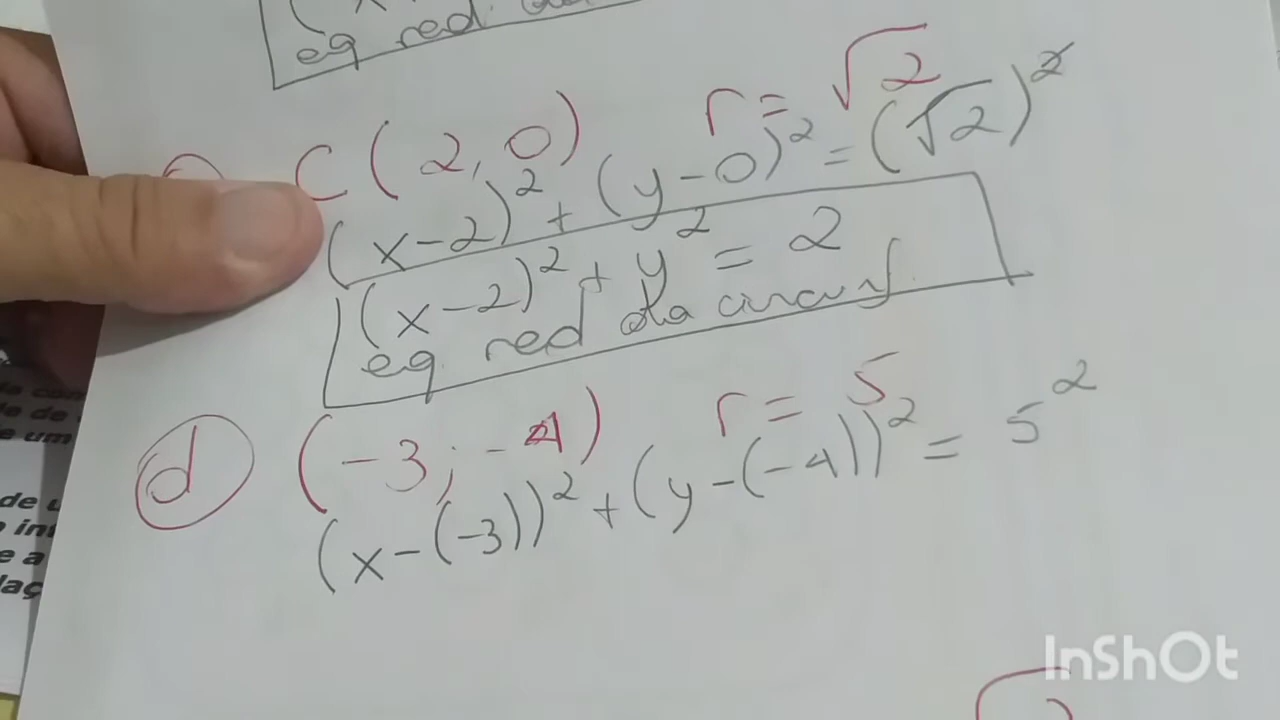 eq red
C (2, 0) r = √2
(x-2)² + (y-0)² = (√2)²
(x-2)² + y² = 2
eq red da circunf.
d (-3; -4) r = 5
(x-(-3))² + (y-(-4))² = 5²
de u
e a
InShOt